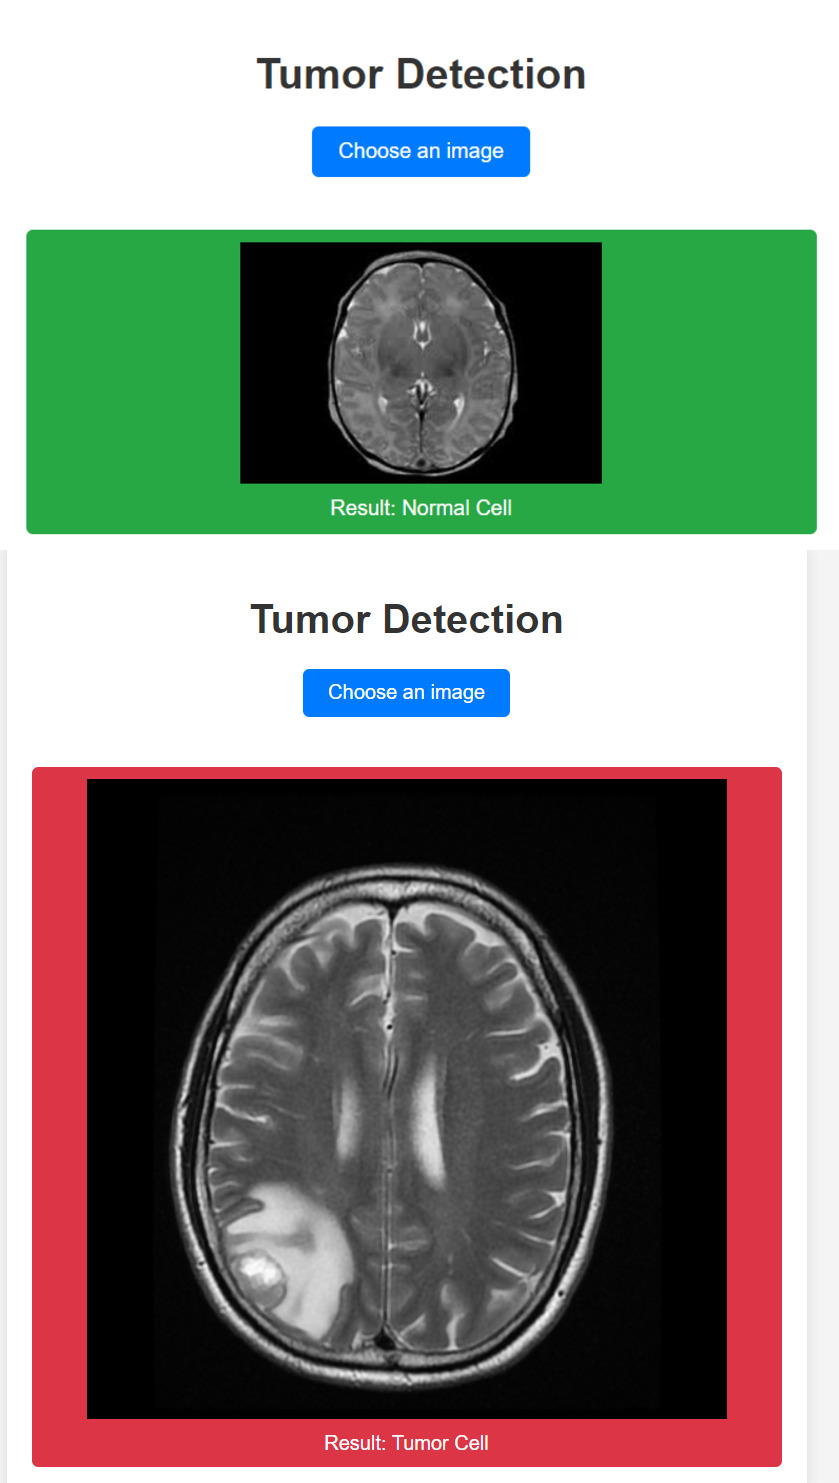 Tumor Detection
Choose an image
Result: Normal Cell
Tumor Detection
Choose an image
Result: Tumor Cell